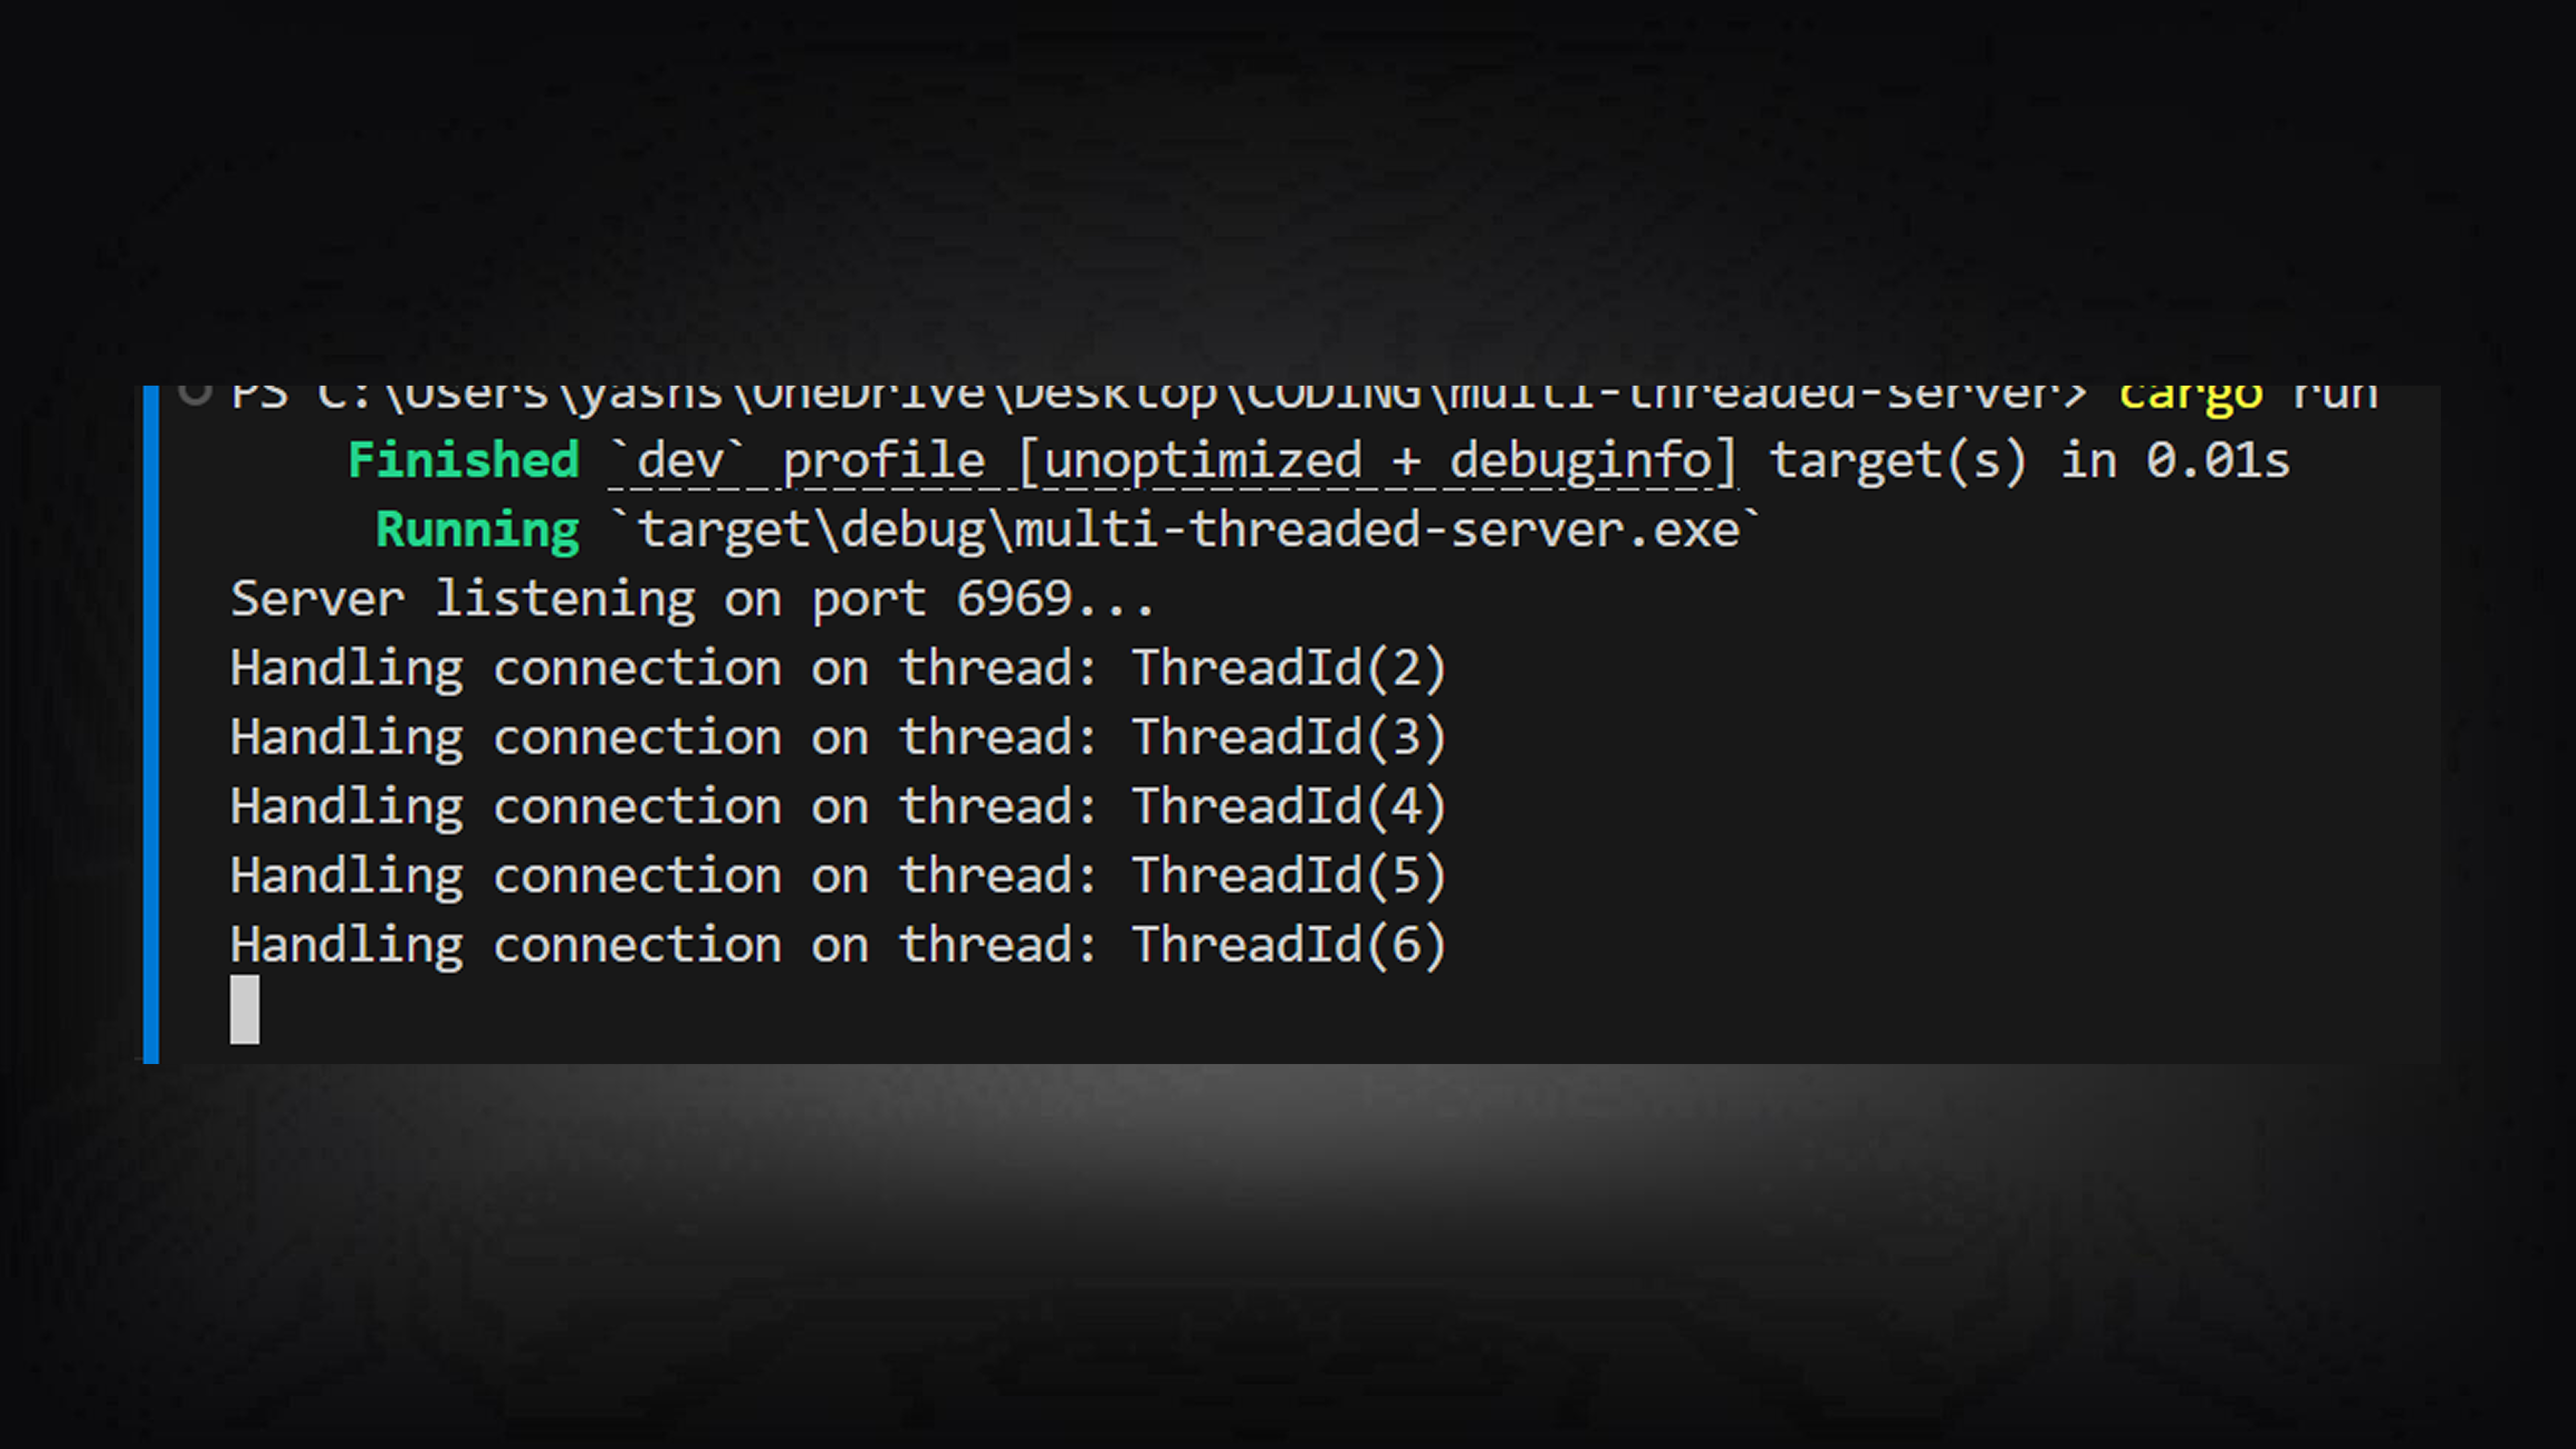 PS C:\Users\yashs\OneDrive\Desktop\CODING\multi-threaded-server> cargo run
Finished `dev` profile [unoptimized + debuginfo] target(s) in 0.01s
Running `target\debug\multi-threaded-server.exe`
Server listening on port 6969...
Handling connection on thread: ThreadId(2)
Handling connection on thread: ThreadId(3)
Handling connection on thread: ThreadId(4)
Handling connection on thread: ThreadId(5)
Handling connection on thread: ThreadId(6)